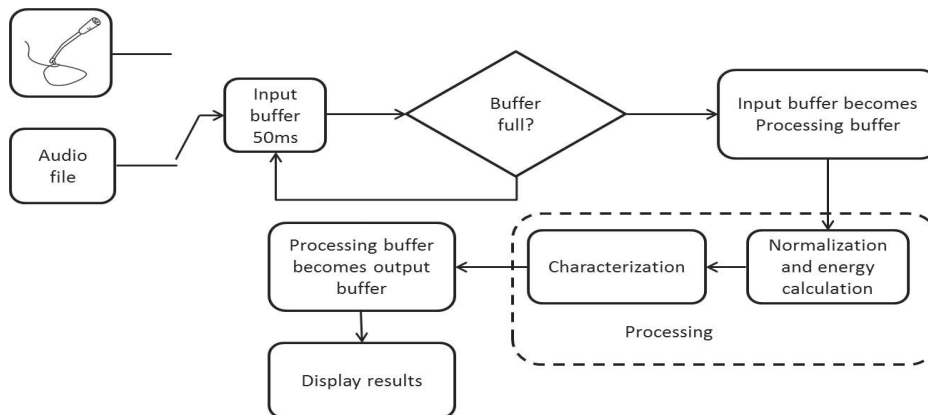 Input
buffer
50ms
Buffer
full?
Input buffer becomes
Processing buffer
Audio
file
Processing buffer
becomes output
buffer
Characterization
Normalization
and energy
calculation
Processing
Display results